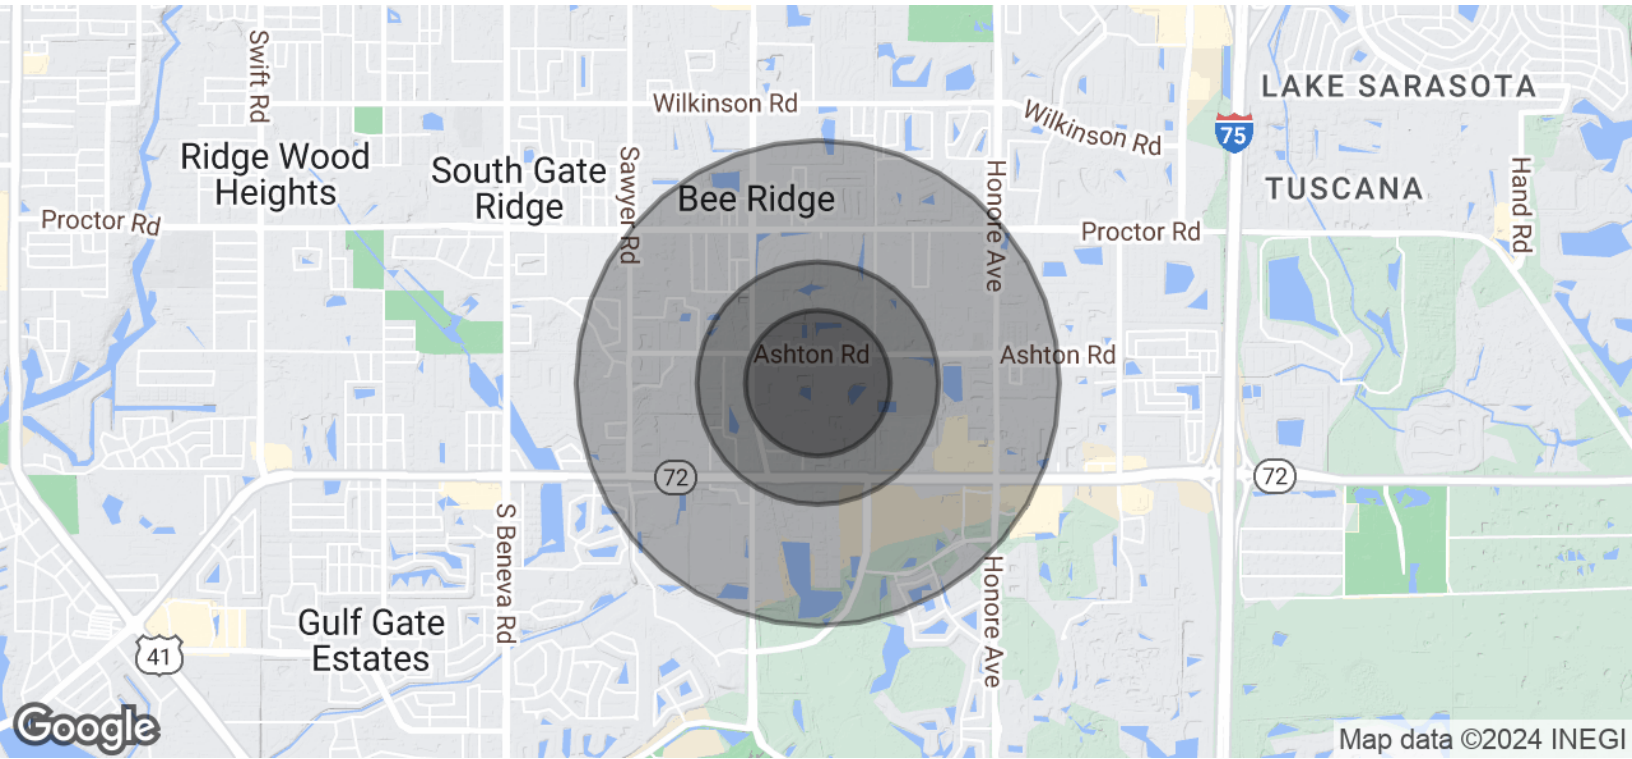 Swift Rd
LAKE SARASOTA
Wilkinson Rd
Wilkinson Rd
75
Ridge Wood
Heights
South Gate
Ridge
Sawyer Rd
Bee Ridge
Honore Ave
TUSCANA
Hand Rd
Proctor Rd
Proctor Rd
Ashton Rd
Ashton Rd
72
72
S Beneva Rd
Honore Ave
Gulf Gate
Estates
41
Google
Map data ©2024 INEGI